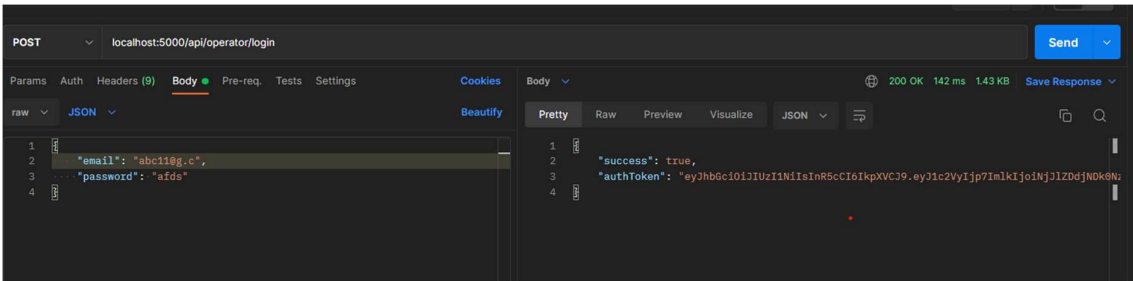 POST localhost:5000/api/operator/login Send
Params Auth Headers (9) Body Pre-req. Tests Settings Cookies
raw JSON Beautify
1 {
2 "email": "abc11@g.c",
3 "password": "afds"
4 }
Body 200 OK 142 ms 1.43 KB Save Response
Pretty Raw Preview Visualize JSON
1 {
2 "success": true,
3 "authToken": "eyJhbGciOiJIUzI1NiIsInR5cCI6IkpXVCJ9.eyJ1c2VyIjp7ImlkIjoiNjJlZDdjNDk0Nz
4 }